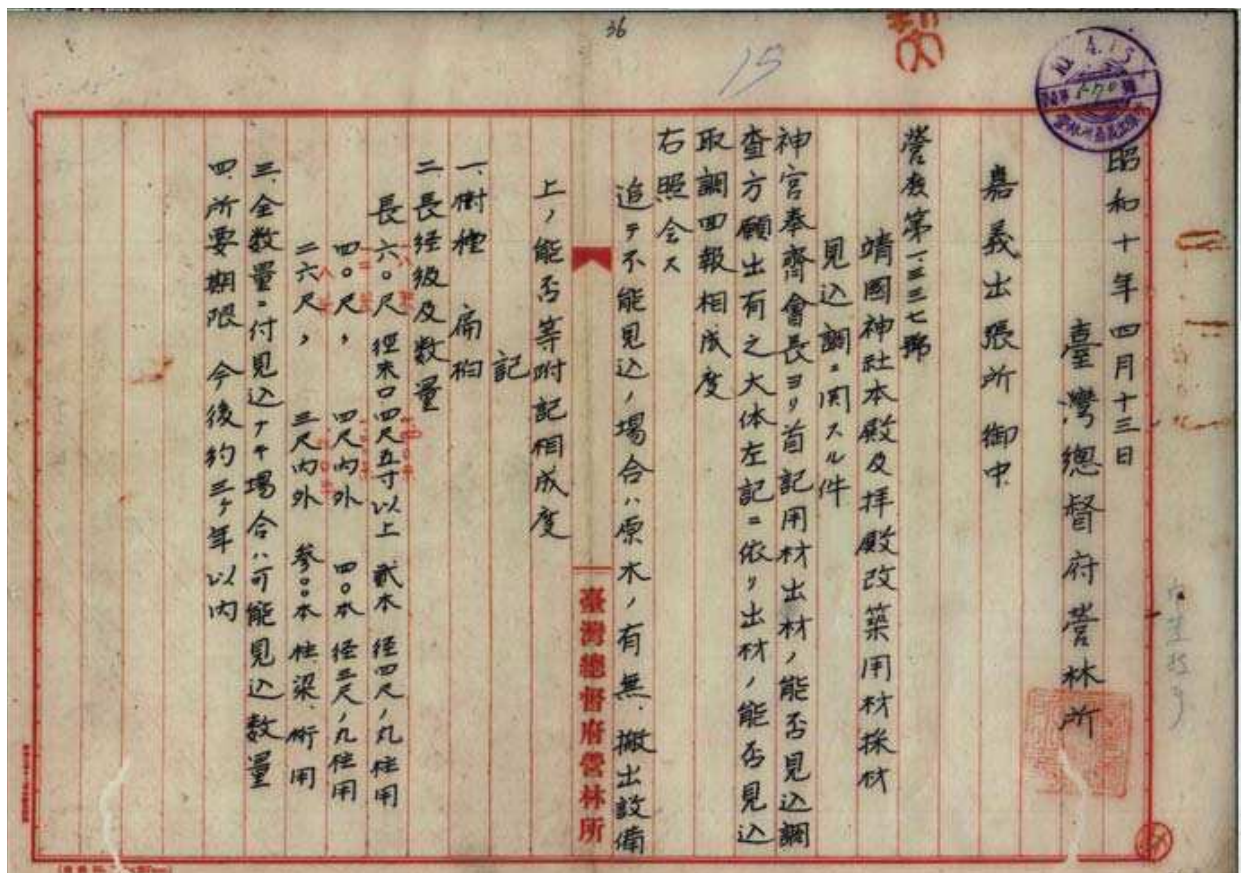 36
15
昭和十年四月十三日
臺灣總督府營林所
嘉義出張所 御中
營友第一三三七號
靖國神社本殿及拝殿改築用材採材
見込調ニ関スル件
神宮奉齋會長ヨリ首記用材出材ノ能否見込調
査方願出有之大体左記ニ依リ出材ノ能否見込
取調回報相成度
右照会ス
追テ不能見込ノ場合ハ原木ノ有無、搬出設備
臺灣總督府營林所
上ノ能否等附記相成度
記
一、樹種 扁柏
二、長径級及数量
長六〇尺 径末口四尺五寸以上 貳本 径四尺ノ丸柱用
四〇尺〃 四尺内外 四〇本 径三尺ノ丸柱用
二六尺〃 三尺内外 参〇〇本 柱梁、桁用
三、全数量ニ付見込ナキ場合ハ可能見込数量
四、所要期限 今後約三ケ年以内